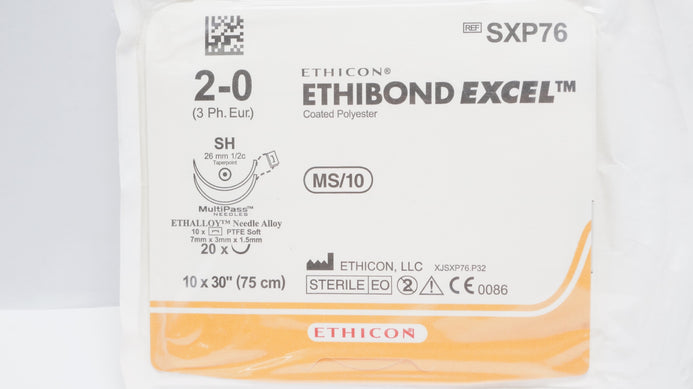 REF SXP76
2-0
(3 Ph. Eur.)
ETHICON®
ETHIBOND EXCEL™
Coated Polyester
SH
26 mm 1/2c
Taperpoint
MultiPass™
NEEDLES
MS/10
ETHALLOY™ Needle Alloy
10 x PTFE Soft
7mm x 3mm x 1.5mm
20 x
10 x 30" (75 cm)
ETHICON, LLC XJSXP76.P32
STERILE EO 2 CE 0086
ETHICON